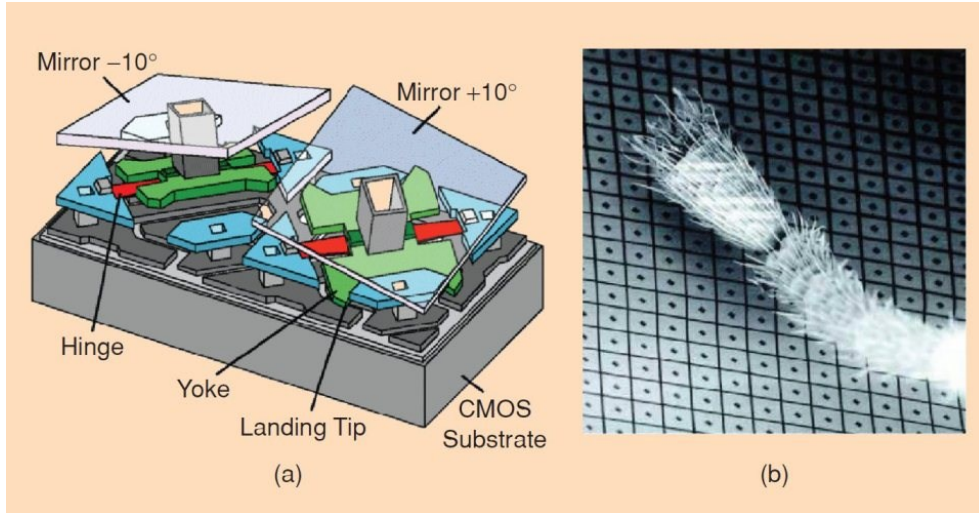 Mirror −10°
Mirror +10°
Hinge
Yoke
Landing Tip
CMOS
Substrate
(a)
(b)